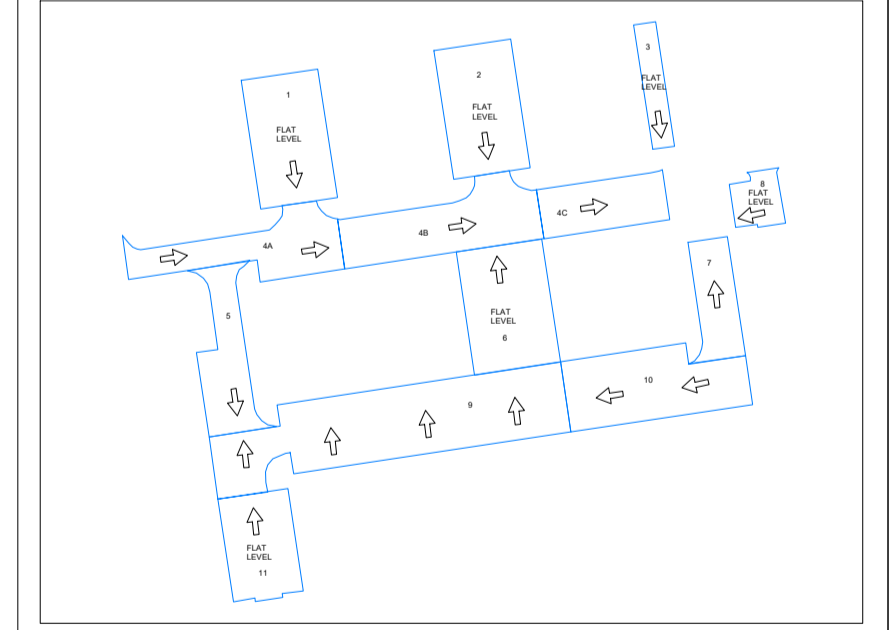 1
FLAT
LEVEL
2
FLAT
LEVEL
3
FLAT
LEVEL
8
FLAT
LEVEL
4A
4B
4C
5
FLAT
LEVEL
6
7
9
10
FLAT
LEVEL
11